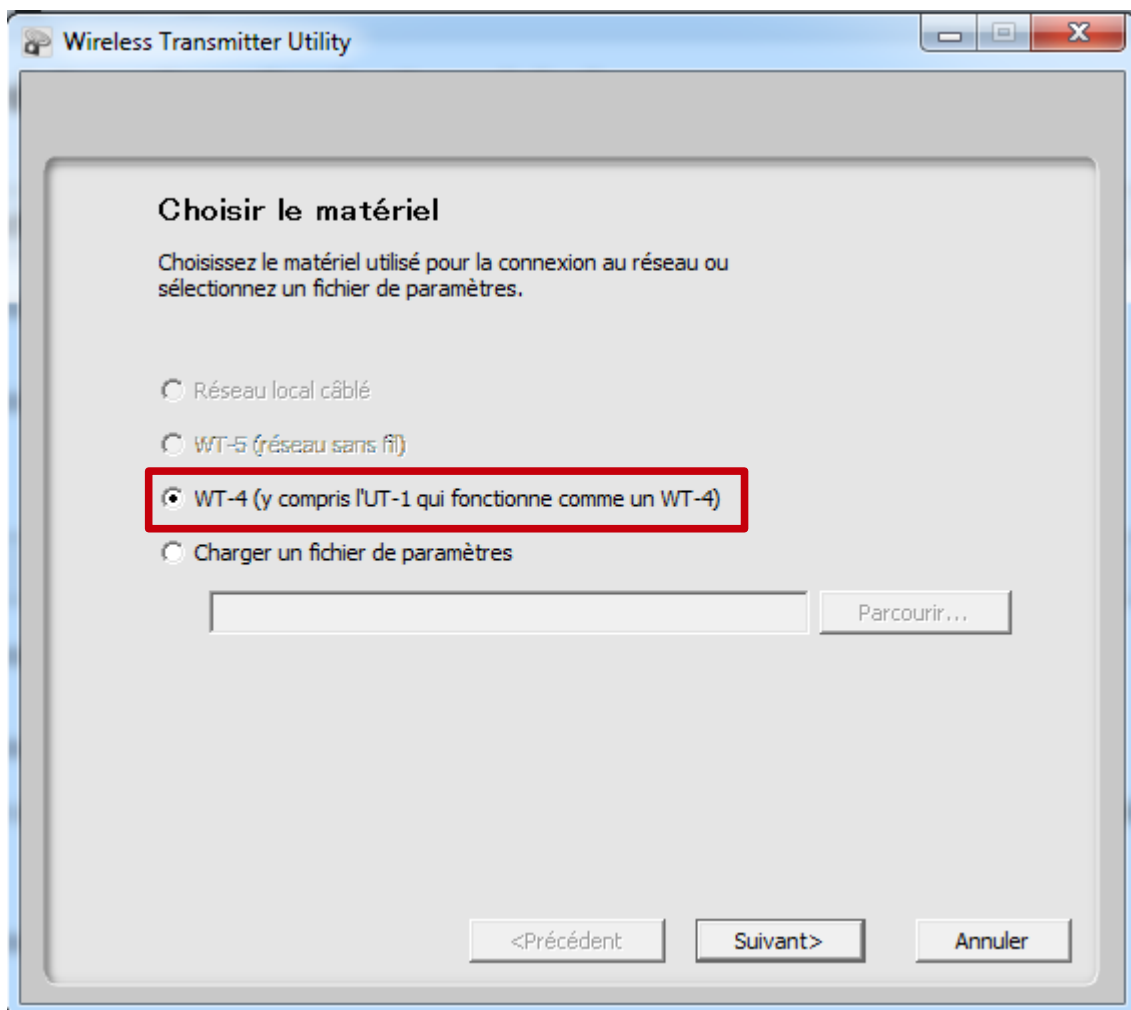 Wireless Transmitter Utility
Choisir le matériel
Choisissez le matériel utilisé pour la connexion au réseau ou
sélectionnez un fichier de paramètres.
Réseau local câblé
WT-5 (réseau sans fil)
WT-4 (y compris l'UT-1 qui fonctionne comme un WT-4)
Charger un fichier de paramètres
Parcourir...
<Précédent
Suivant>
Annuler